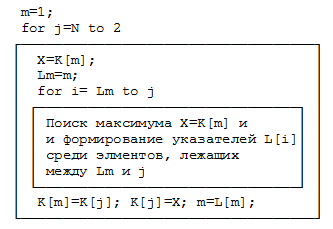 m=1;
for j=N to 2
X=K[m];
Lm=m;
for i= Lm to j
Поиск максимума X=K[m] и
и формирование указателей L[i]
среди элментов, лежащих
между Lm и j
K[m]=K[j]; K[j]=X; m=L[m];